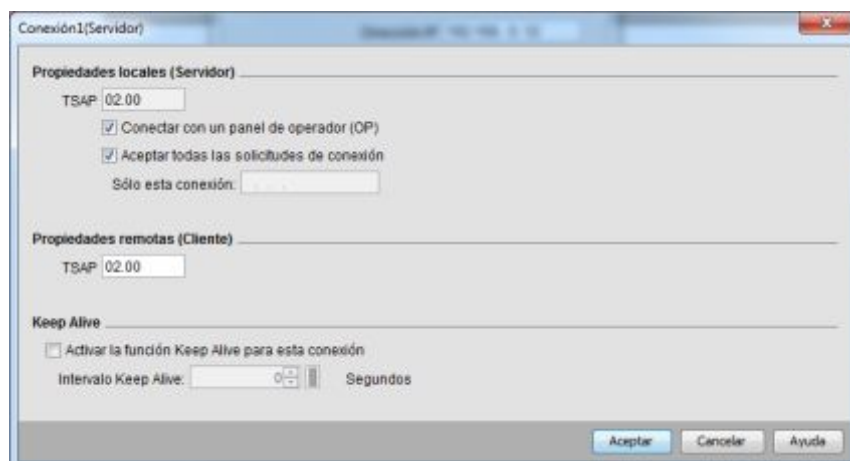 Conexión1(Servidor)
Propiedades locales (Servidor)
TSAP 02.00
Conectar con un panel de operador (OP)
Aceptar todas las solicitudes de conexión
Sólo esta conexión:
Propiedades remotas (Cliente)
TSAP 02.00
Keep Alive
Activar la función Keep Alive para esta conexión
Intervalo Keep Alive: 0 Segundos
Aceptar Cancelar Ayuda